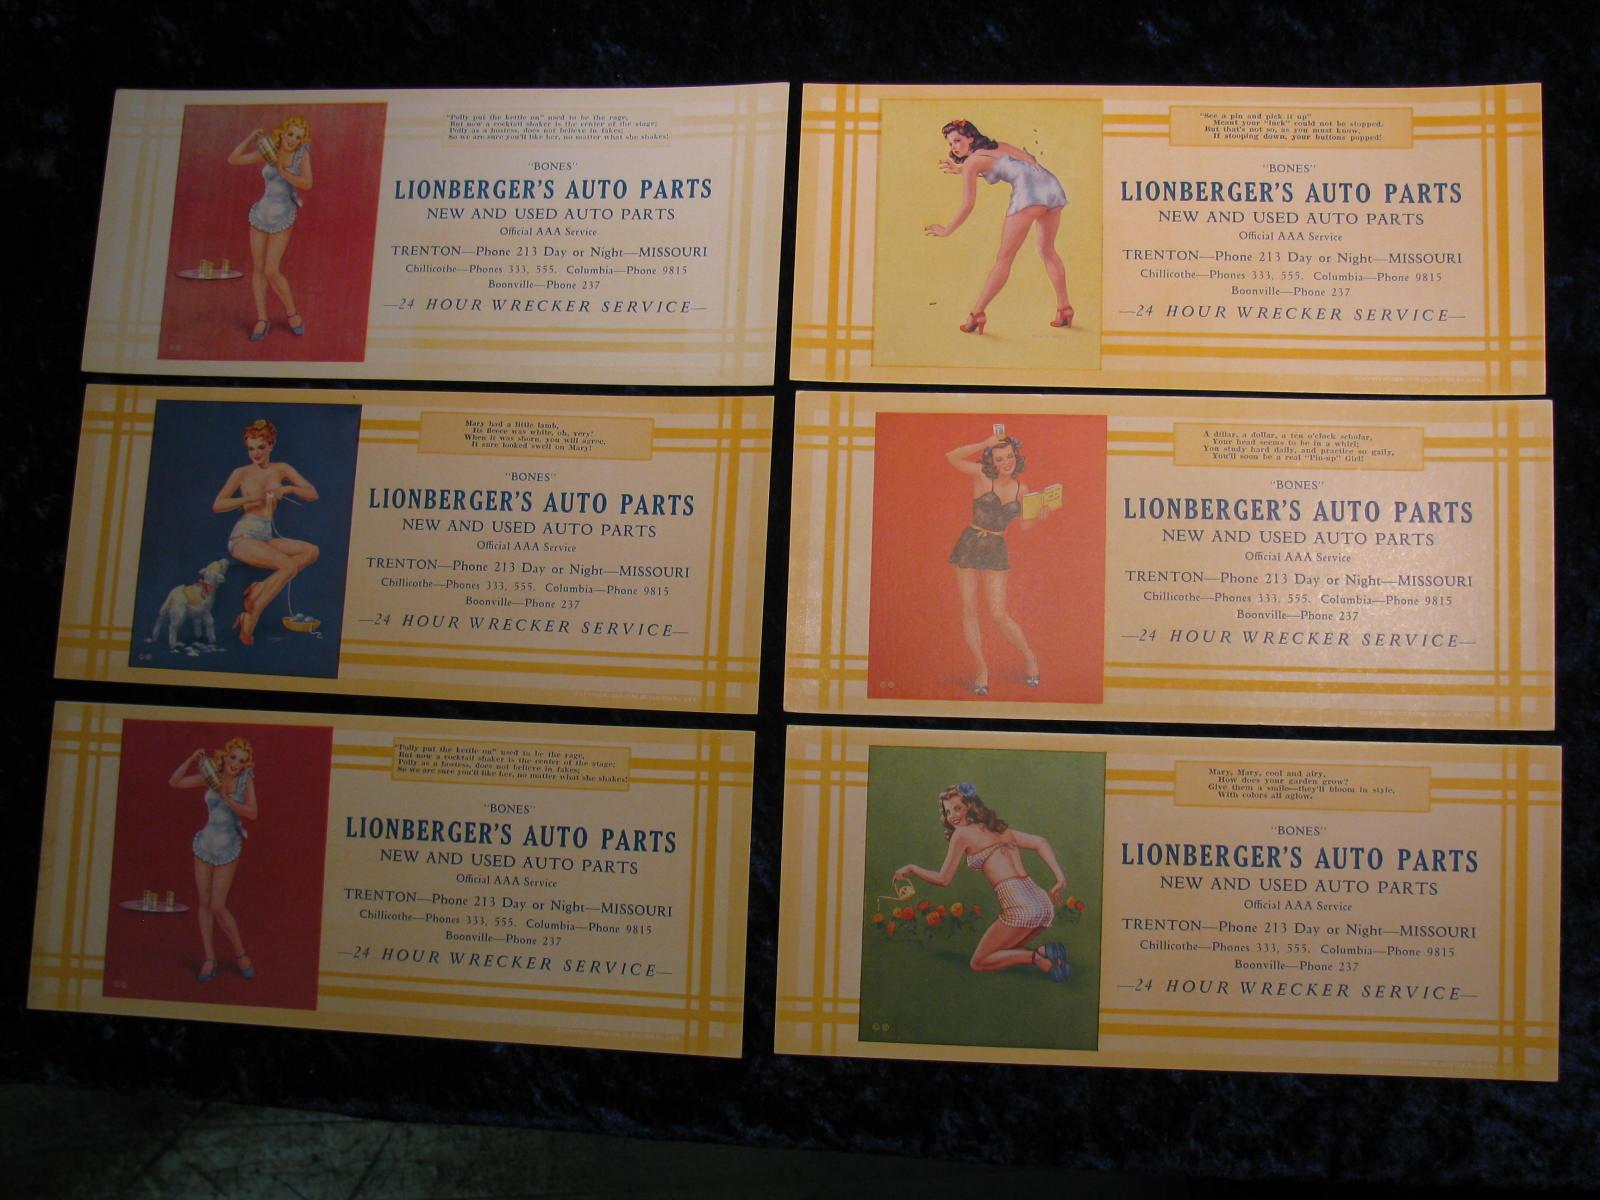 "Polly put the kettle on" used to be the rage,
But now a cocktail shaker is the center of the stage;
Polly as a hostess, does not believe in fakes;
So we are sure you'll like her, no matter what she shakes!
"BONES"
LIONBERGER'S AUTO PARTS
NEW AND USED AUTO PARTS
Official AAA Service
TRENTON—Phone 213 Day or Night—MISSOURI
Chillicothe—Phones 333, 555. Columbia—Phone 9815
Boonville—Phone 237
—24 HOUR WRECKER SERVICE—
"See a pin and pick it up"
Meant your "luck" could not be stopped.
But that's not so, as you must know,
If stooping down, your buttons popped!
"BONES"
LIONBERGER'S AUTO PARTS
NEW AND USED AUTO PARTS
Official AAA Service
TRENTON—Phone 213 Day or Night—MISSOURI
Chillicothe—Phones 333, 555. Columbia—Phone 9815
Boonville—Phone 237
—24 HOUR WRECKER SERVICE—
Mary had a little lamb,
Its fleece was white, oh, very!
When it was shorn, you will agree,
It sure looked swell on Mary!
"BONES"
LIONBERGER'S AUTO PARTS
NEW AND USED AUTO PARTS
Official AAA Service
TRENTON—Phone 213 Day or Night—MISSOURI
Chillicothe—Phones 333, 555. Columbia—Phone 9815
Boonville—Phone 237
—24 HOUR WRECKER SERVICE—
A dillar, a dollar, a ten o'clock scholar,
Your head seems to be in a whirl;
You study hard daily, and practice so gaily,
You'll soon be a real "Pin-up" Girl!
"BONES"
LIONBERGER'S AUTO PARTS
NEW AND USED AUTO PARTS
Official AAA Service
TRENTON—Phone 213 Day or Night—MISSOURI
Chillicothe—Phones 333, 555. Columbia—Phone 9815
Boonville—Phone 237
—24 HOUR WRECKER SERVICE—
"Polly put the kettle on" used to be the rage,
But now a cocktail shaker is the center of the stage;
Polly as a hostess, does not believe in fakes;
So we are sure you'll like her, no matter what she shakes!
"BONES"
LIONBERGER'S AUTO PARTS
NEW AND USED AUTO PARTS
Official AAA Service
TRENTON—Phone 213 Day or Night—MISSOURI
Chillicothe—Phones 333, 555. Columbia—Phone 9815
Boonville—Phone 237
—24 HOUR WRECKER SERVICE—
Mary, Mary, cool and airy,
How does your garden grow?
Give them a smile—they'll bloom in style,
With colors all aglow.
"BONES"
LIONBERGER'S AUTO PARTS
NEW AND USED AUTO PARTS
Official AAA Service
TRENTON—Phone 213 Day or Night—MISSOURI
Chillicothe—Phones 333, 555. Columbia—Phone 9815
Boonville—Phone 237
—24 HOUR WRECKER SERVICE—